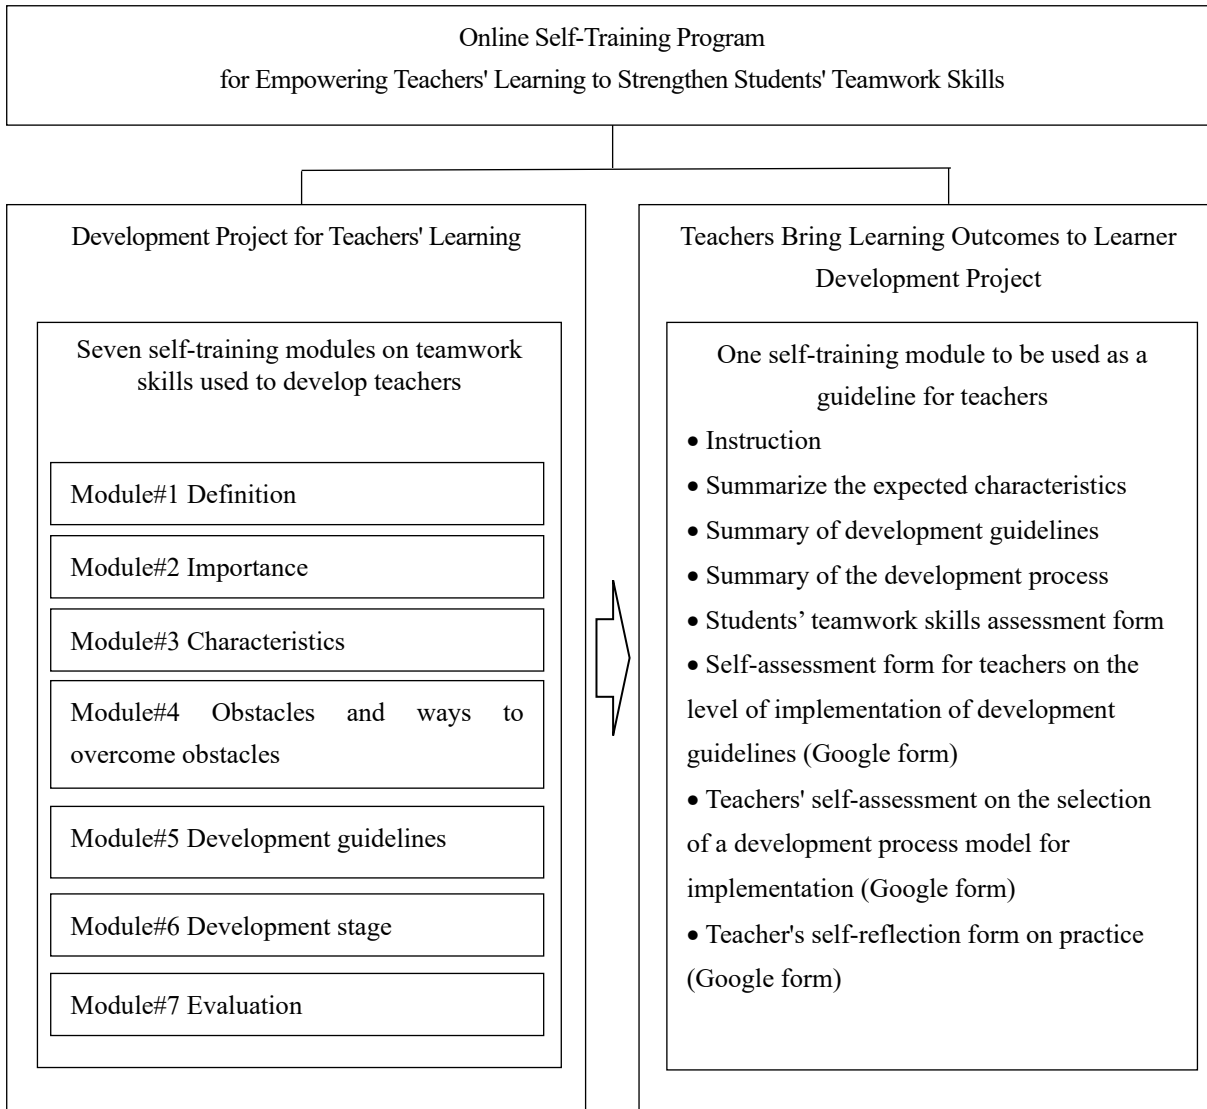 Online Self-Training Program
for Empowering Teachers' Learning to Strengthen Students' Teamwork Skills
Development Project for Teachers' Learning
Seven self-training modules on teamwork
skills used to develop teachers
Module#1 Definition
Module#2 Importance
Module#3 Characteristics
Module#4 Obstacles and ways to
overcome obstacles
Module#5 Development guidelines
Module#6 Development stage
Module#7 Evaluation
Teachers Bring Learning Outcomes to Learner
Development Project
One self-training module to be used as a
guideline for teachers
• Instruction
• Summarize the expected characteristics
• Summary of development guidelines
• Summary of the development process
• Students’ teamwork skills assessment form
• Self-assessment form for teachers on the
level of implementation of development
guidelines (Google form)
• Teachers' self-assessment on the selection
of a development process model for
implementation (Google form)
• Teacher's self-reflection form on practice
(Google form)